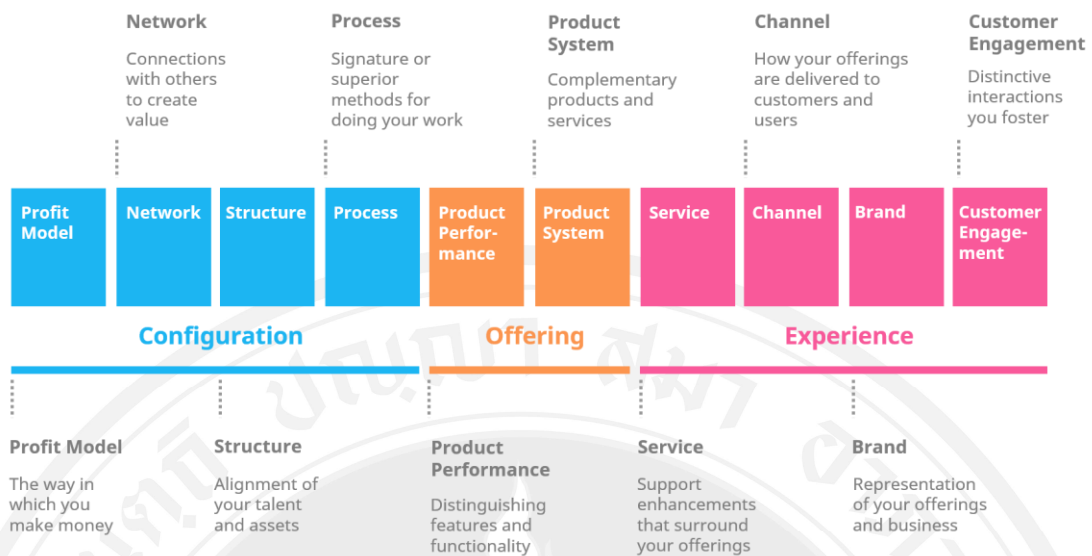 Network
Connections
with others
to create
value
Process
Signature or
superior
methods for
doing your work
Product
System
Complementary
products and
services
Channel
How your offerings
are delivered to
customers and
users
Customer
Engagement
Distinctive
interactions
you foster
Profit
Model
Network
Structure
Process
Product
Perfor-
mance
Product
System
Service
Channel
Brand
Customer
Engage-
ment
Configuration
Offering
Experience
Profit Model
The way in
which you
make money
Structure
Alignment of
your talent
and assets
Product
Performance
Distinguishing
features and
functionality
Service
Support
enhancements
that surround
your offerings
Brand
Representation
of your offerings
and business